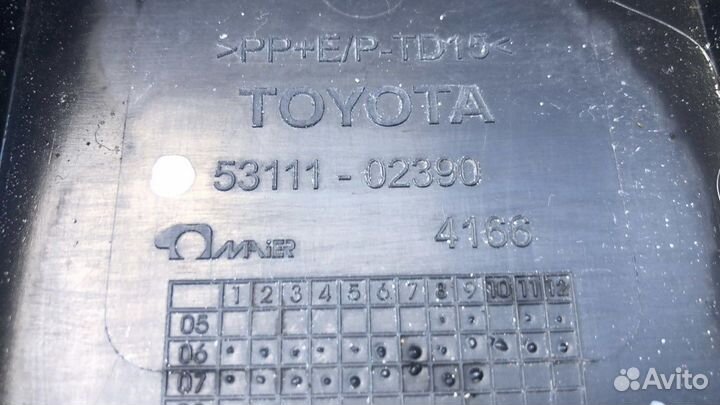 >PP+E/P-TD15<
TOYOTA
53111-02390
MAIER 4166
1 2 3 4 5 6 7 8 9 10 11 12
05
06
07
Avito